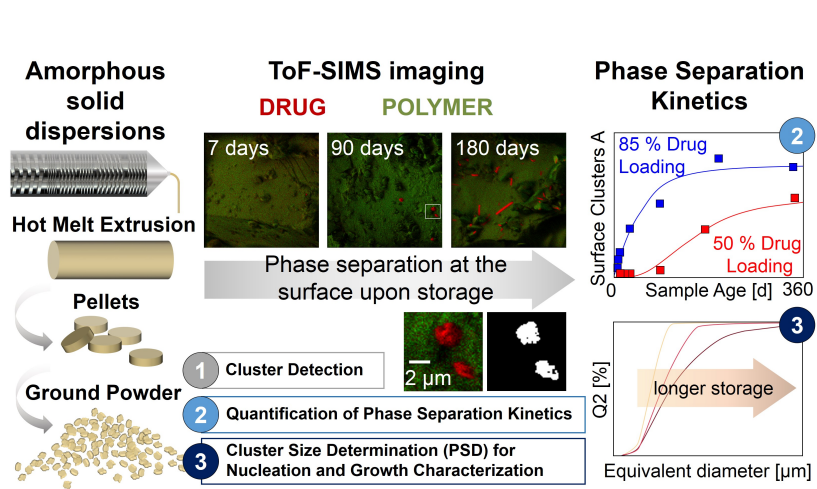 Amorphous
solid
dispersions
Hot Melt Extrusion
Pellets
Ground Powder
ToF-SIMS imaging
DRUG POLYMER
7 days 90 days 180 days
Phase separation at the
surface upon storage
2 µm
1 Cluster Detection
2 Quantification of Phase Separation Kinetics
3 Cluster Size Determination (PSD) for
Nucleation and Growth Characterization
Phase Separation
Kinetics
2
Surface Clusters A
85 % Drug
Loading
50 % Drug
Loading
0 Sample Age [d] 360
3
Q2 [%]
longer storage
Equivalent diameter [µm]